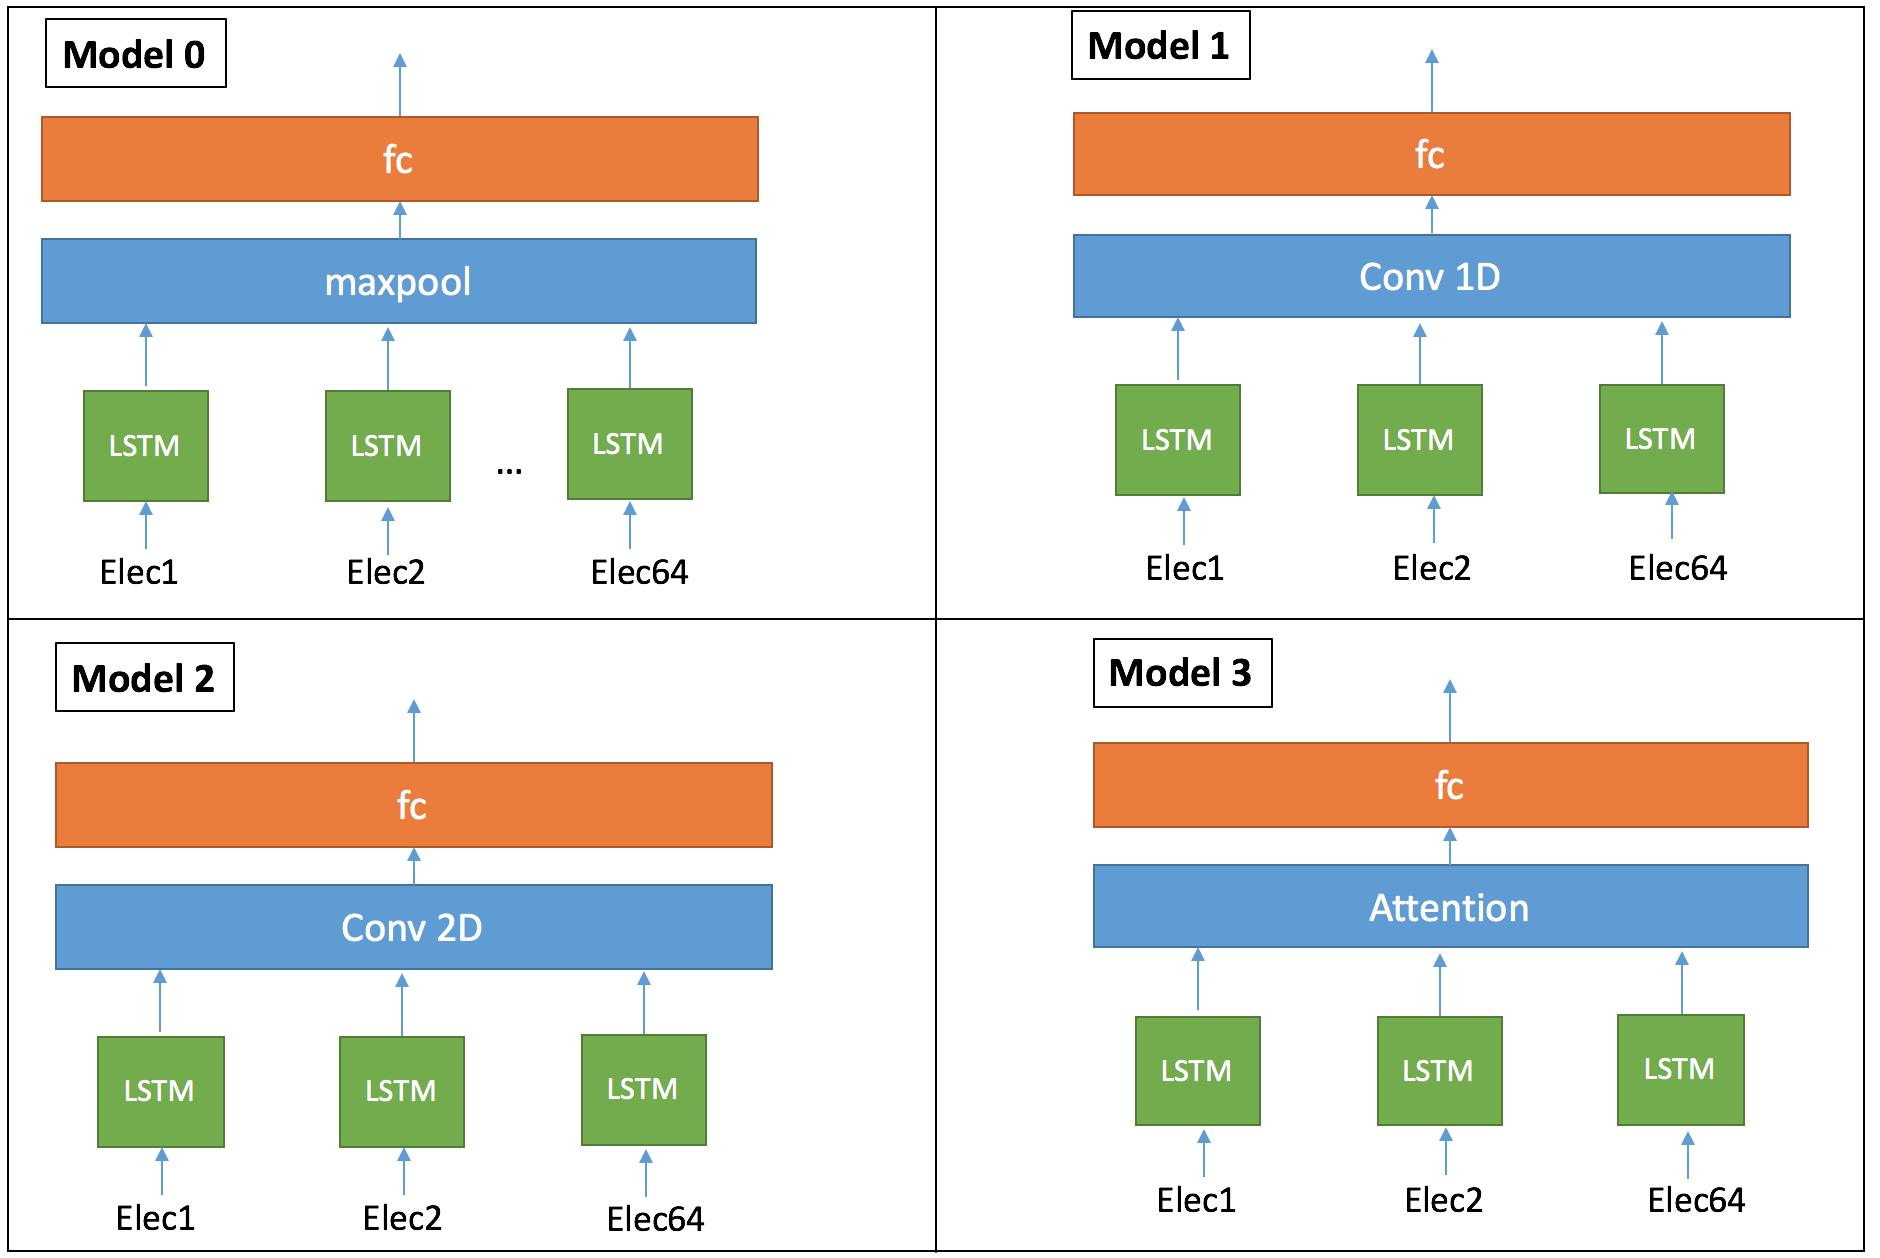 Model 0
fc
maxpool
LSTM LSTM ... LSTM
Elec1 Elec2 Elec64
Model 1
fc
Conv 1D
LSTM LSTM LSTM
Elec1 Elec2 Elec64
Model 2
fc
Conv 2D
LSTM LSTM LSTM
Elec1 Elec2 Elec64
Model 3
fc
Attention
LSTM LSTM LSTM
Elec1 Elec2 Elec64